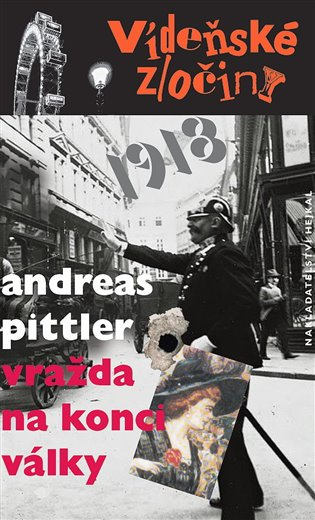 Vídeňské
zločiny
1918
andreas
pittler
vražda
na konci
války
NAKLADATELSTVÍ HEJKAL